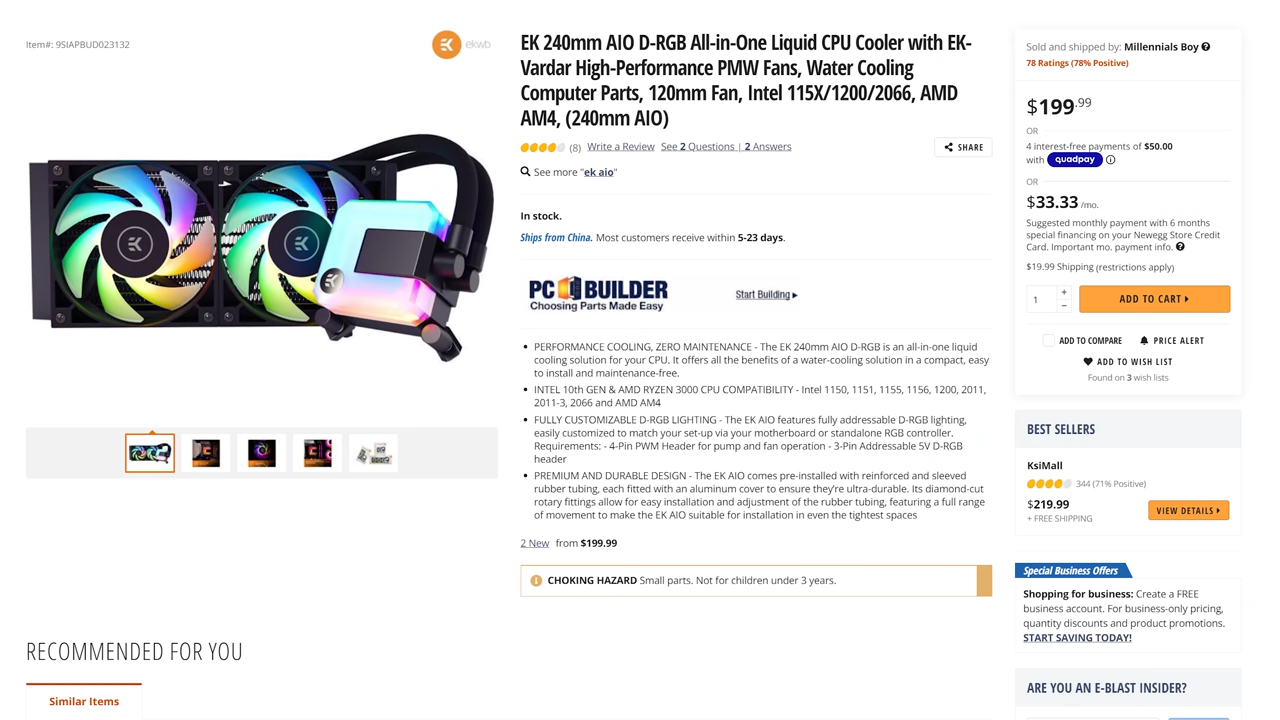 Item#: 9SIAPBUD023132
ekwb
EK 240mm AIO D-RGB All-in-One Liquid CPU Cooler with EK-
Vardar High-Performance PMW Fans, Water Cooling
Computer Parts, 120mm Fan, Intel 115X/1200/2066, AMD
AM4, (240mm AIO)
(8) Write a Review See 2 Questions | 2 Answers
SHARE
See more "ek aio"
In stock.
Ships from China. Most customers receive within 5-23 days.
PC BUILDER
Choosing Parts Made Easy
Start Building
• PERFORMANCE COOLING, ZERO MAINTENANCE - The EK 240mm AIO D-RGB is an all-in-one liquid
cooling solution for your CPU. It offers all the benefits of a water-cooling solution in a compact, easy
to install and maintenance-free.
• INTEL 10th GEN & AMD RYZEN 3000 CPU COMPATIBILITY - Intel 1150, 1151, 1155, 1156, 1200, 2011,
2011-3, 2066 and AMD AM4
• FULLY CUSTOMIZABLE D-RGB LIGHTING - The EK AIO features fully addressable D-RGB lighting,
easily customized to match your set-up via your motherboard or standalone RGB controller.
Requirements: - 4-Pin PWM Header for pump and fan operation - 3-Pin Addressable 5V D-RGB
header
• PREMIUM AND DURABLE DESIGN - The EK AIO comes pre-installed with reinforced and sleeved
rubber tubing, each fitted with an aluminum cover to ensure they're ultra-durable. Its diamond-cut
rotary fittings allow for easy installation and adjustment of the rubber tubing, featuring a full range
of movement to make the EK AIO suitable for installation in even the tightest spaces
2 New from $199.99
CHOKING HAZARD Small parts. Not for children under 3 years.
Sold and shipped by: Millennials Boy
78 Ratings (78% Positive)
$199.99
OR
4 interest-free payments of $50.00
with quadpay
OR
$33.33 /mo.
Suggested monthly payment with 6 months
special financing on your Newegg Store Credit
Card. Important mo. payment info.
$19.99 Shipping (restrictions apply)
1 + −
ADD TO CART
ADD TO COMPARE PRICE ALERT
ADD TO WISH LIST
Found on 3 wish lists
BEST SELLERS
KsiMall
344 (71% Positive)
$219.99
+ FREE SHIPPING
VIEW DETAILS
Special Business Offers
Shopping for business: Create a FREE
business account. For business-only pricing,
quantity discounts and product promotions.
START SAVING TODAY!
ARE YOU AN E-BLAST INSIDER?
RECOMMENDED FOR YOU
Similar Items